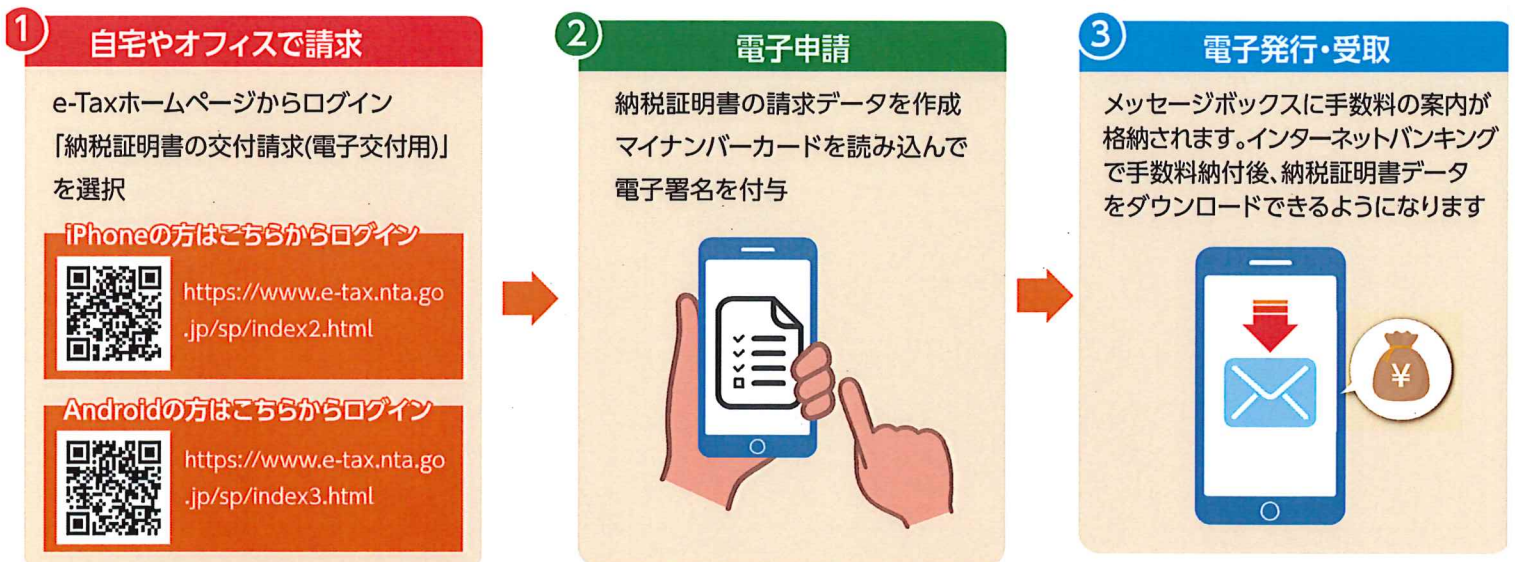 1
自宅やオフィスで請求
e-Taxホームページからログイン
「納税証明書の交付請求(電子交付用)」
を選択
iPhoneの方はこちらからログイン
https://www.e-tax.nta.go
.jp/sp/index2.html
Androidの方はこちらからログイン
https://www.e-tax.nta.go
.jp/sp/index3.html
2
電子申請
納税証明書の請求データを作成
マイナンバーカードを読み込んで
電子署名を付与
3
電子発行・受取
メッセージボックスに手数料の案内が
格納されます。インターネットバンキング
で手数料納付後、納税証明書データ
をダウンロードできるようになります
¥